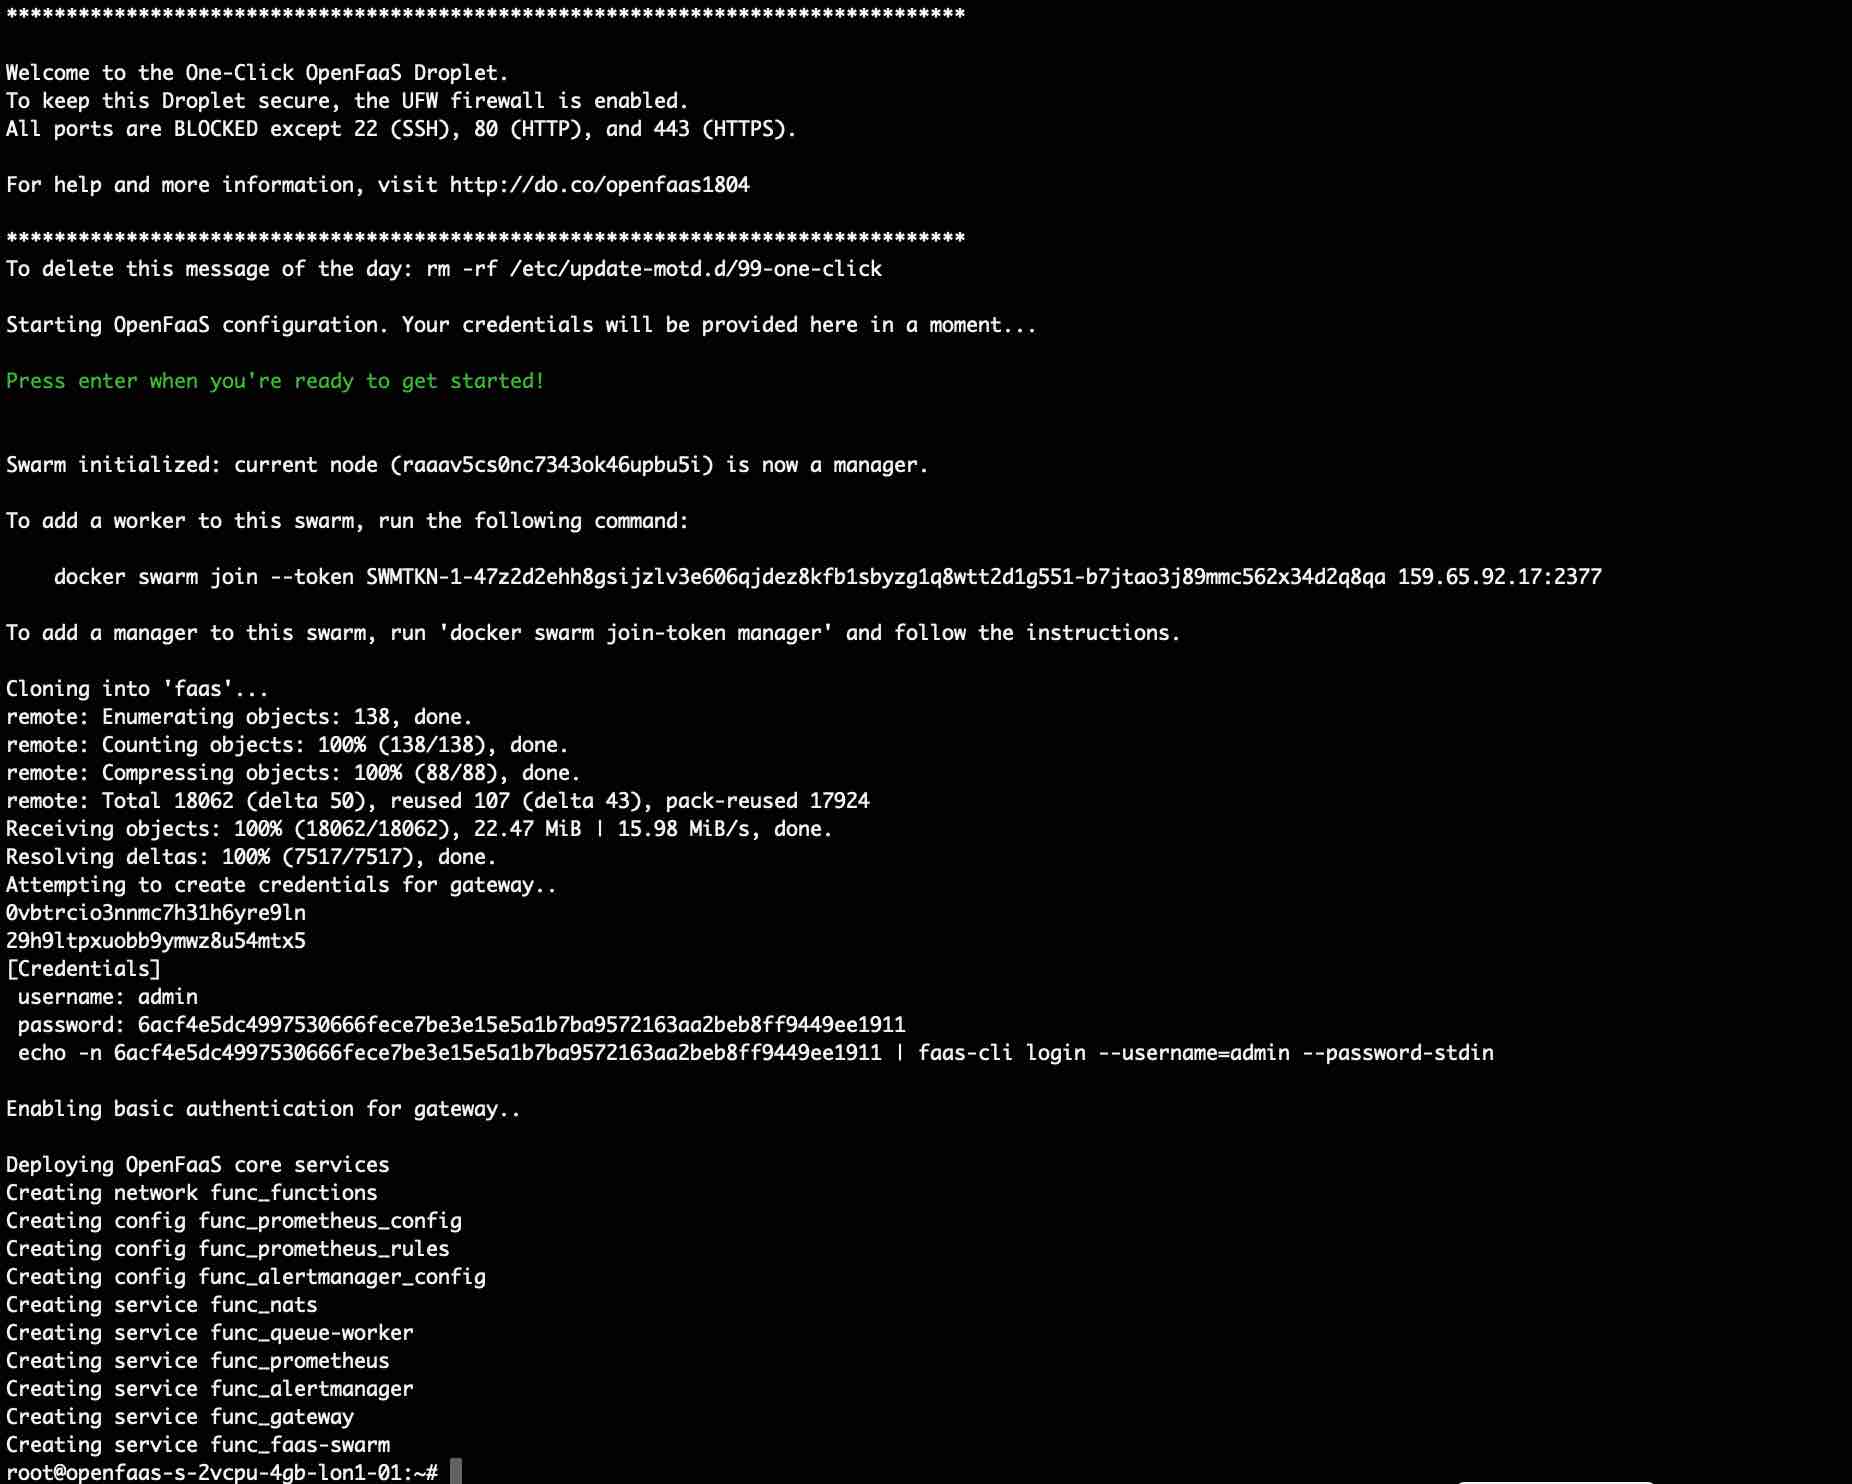 ********************************************************************************
Welcome to the One-Click OpenFaaS Droplet.
To keep this Droplet secure, the UFW firewall is enabled.
All ports are BLOCKED except 22 (SSH), 80 (HTTP), and 443 (HTTPS).
For help and more information, visit http://do.co/openfaas1804
********************************************************************************
To delete this message of the day: rm -rf /etc/update-motd.d/99-one-click
Starting OpenFaaS configuration. Your credentials will be provided here in a moment...
Press enter when you're ready to get started!
Swarm initialized: current node (raaav5cs0nc7343ok46upbu5i) is now a manager.
To add a worker to this swarm, run the following command:
docker swarm join --token SWMTKN-1-47z2d2ehh8gsijzlv3e606qjdez8kfb1sbyzg1q8wtt2d1g551-b7jtao3j89mmc562x34d2q8qa 159.65.92.17:2377
To add a manager to this swarm, run 'docker swarm join-token manager' and follow the instructions.
Cloning into 'faas'...
remote: Enumerating objects: 138, done.
remote: Counting objects: 100% (138/138), done.
remote: Compressing objects: 100% (88/88), done.
remote: Total 18062 (delta 50), reused 107 (delta 43), pack-reused 17924
Receiving objects: 100% (18062/18062), 22.47 MiB | 15.98 MiB/s, done.
Resolving deltas: 100% (7517/7517), done.
Attempting to create credentials for gateway..
0vbtrcio3nnmc7h31h6yre9ln
29h9ltpxuobb9ymwz8u54mtx5
[Credentials]
username: admin
password: 6acf4e5dc4997530666fece7be3e15e5a1b7ba9572163aa2beb8ff9449ee1911
echo -n 6acf4e5dc4997530666fece7be3e15e5a1b7ba9572163aa2beb8ff9449ee1911 | faas-cli login --username=admin --password-stdin
Enabling basic authentication for gateway..
Deploying OpenFaaS core services
Creating network func_functions
Creating config func_prometheus_config
Creating config func_prometheus_rules
Creating config func_alertmanager_config
Creating service func_nats
Creating service func_queue-worker
Creating service func_prometheus
Creating service func_alertmanager
Creating service func_gateway
Creating service func_faas-swarm
root@openfaas-s-2vcpu-4gb-lon1-01:~#